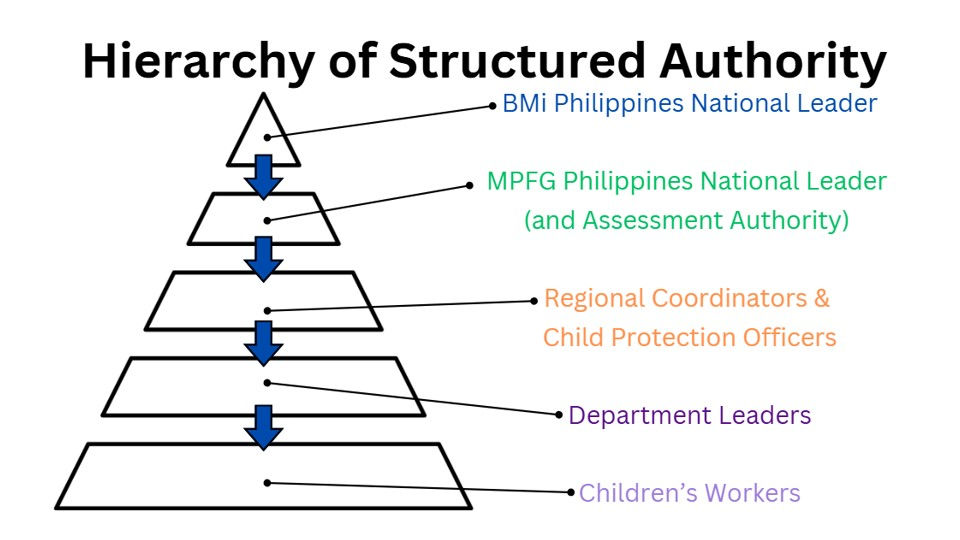 Hierarchy of Structured Authority
BMi Philippines National Leader
MPFG Philippines National Leader
(and Assessment Authority)
Regional Coordinators &
Child Protection Officers
Department Leaders
Children’s Workers